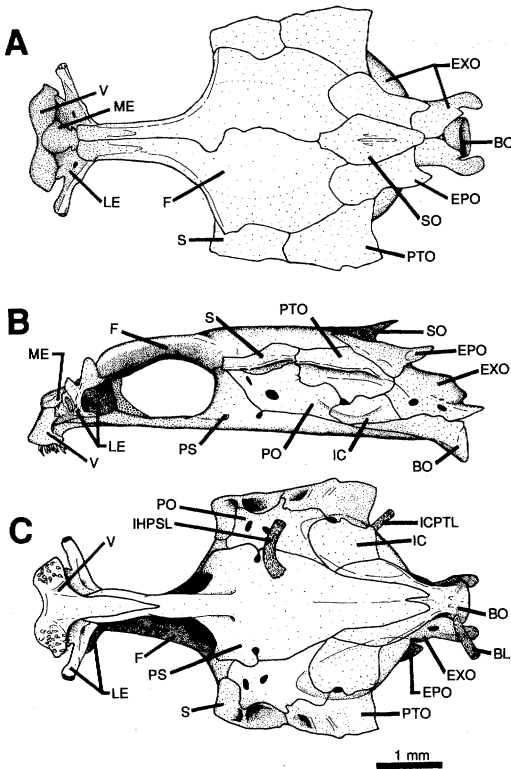 A
V
ME
LE
F
S
EXO
BO
EPO
SO
PTO
B
F
S
PTO
SO
ME
EPO
EXO
V
LE
PS
PO
IC
BO
C
PO
IHPSL
V
ICPTL
IC
BO
BL
F
PS
EXO
LE
EPO
S
PTO
1 mm